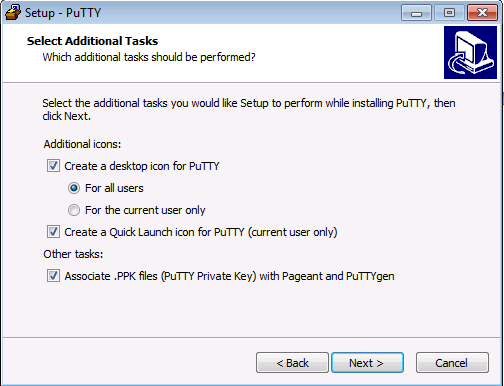 Setup - PuTTY
Select Additional Tasks
Which additional tasks should be performed?
Select the additional tasks you would like Setup to perform while installing PuTTY, then
click Next.
Additional icons:
Create a desktop icon for PuTTY
For all users
For the current user only
Create a Quick Launch icon for PuTTY (current user only)
Other tasks:
Associate .PPK files (PuTTY Private Key) with Pageant and PuTTYgen
< Back
Next >
Cancel